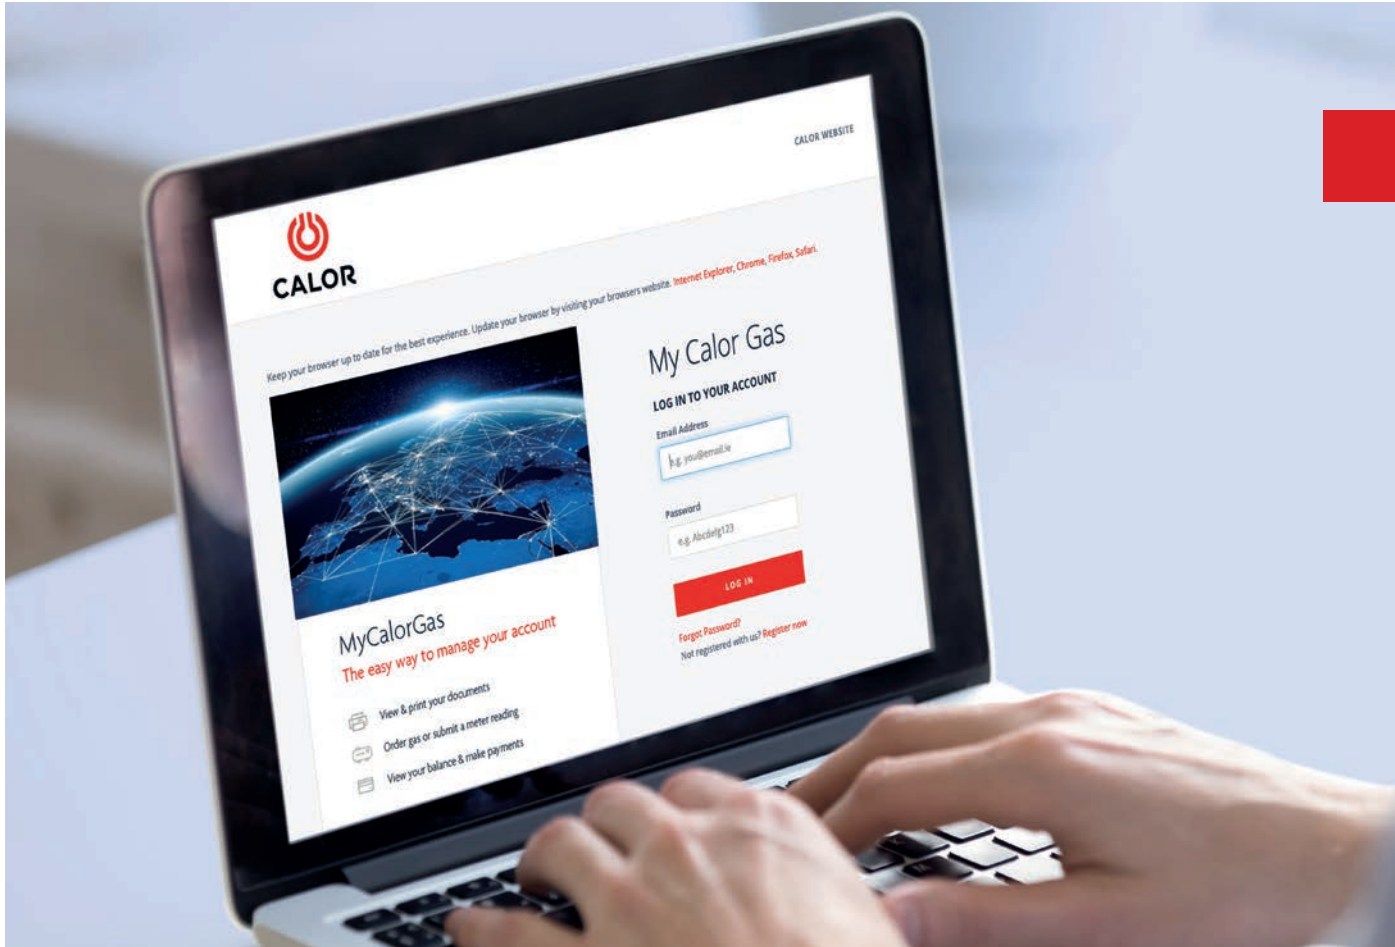 CALOR WEBSITE
CALOR
Keep your browser up to date for the best experience. Update your browser by visiting your browsers website. Internet Explorer, Chrome, Firefox, Safari.
My Calor Gas
LOG IN TO YOUR ACCOUNT
Email Address
e.g. you@email.ie
Password
e.g. Abcdefg123
LOG IN
Forgot Password?
Not registered with us? Register now
MyCalorGas
The easy way to manage your account
View & print your documents
Order gas or submit a meter reading
View your balance & make payments